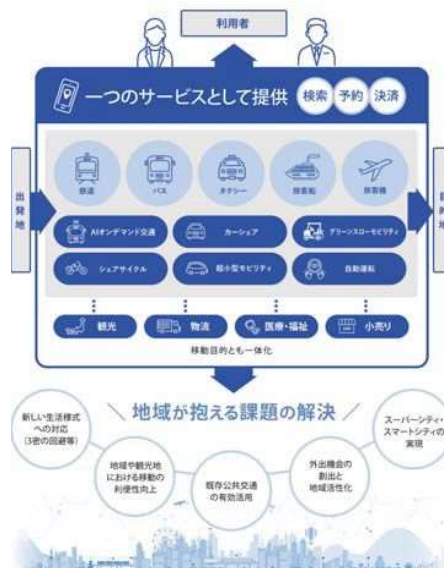 利用者
一つのサービスとして提供
検索
予約
決済
出発地
目的地
鉄道
バス
タクシー
旅客船
旅客機
AIオンデマンド交通
カーシェア
グリーンスローモビリティ
シェアサイクル
超小型モビリティ
自動運転
観光
物流
医療・福祉
小売り
移動目的とも一体化
地域が抱える課題の解決
新しい生活様式
への対応
(3密の回避等)
地域や観光地
における移動の
利便性向上
既存公共交通
の有効活用
外出機会の
創出と
地域活性化
スーパーシティ・
スマートシティの
実現